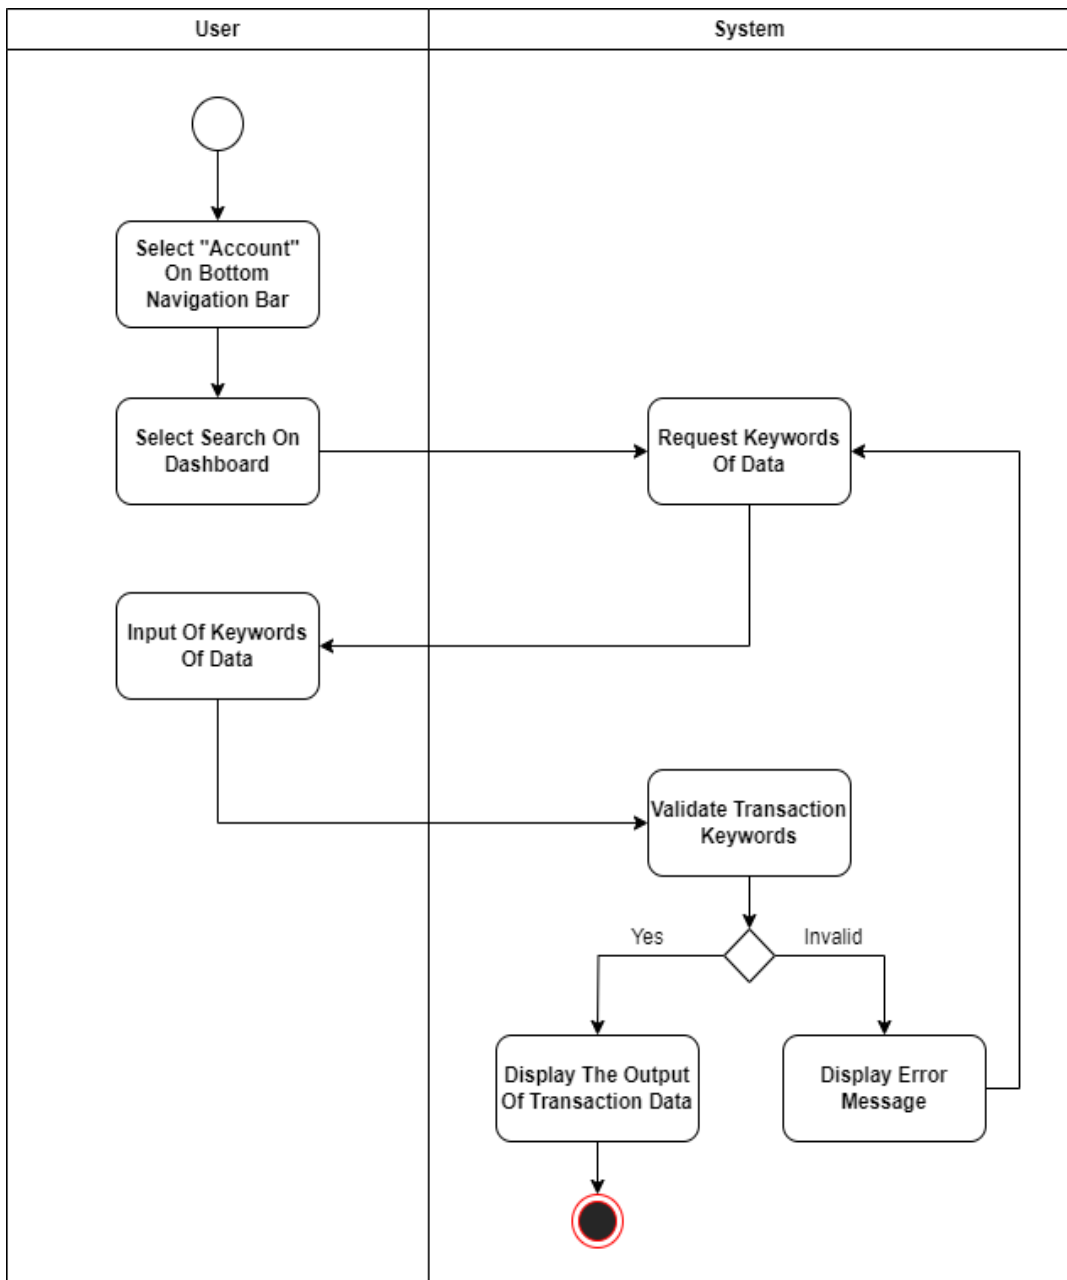 User
System
Select "Account"
On Bottom
Navigation Bar
Select Search On
Dashboard
Request Keywords
Of Data
Input Of Keywords
Of Data
Validate Transaction
Keywords
Yes
Invalid
Display The Output
Of Transaction Data
Display Error
Message